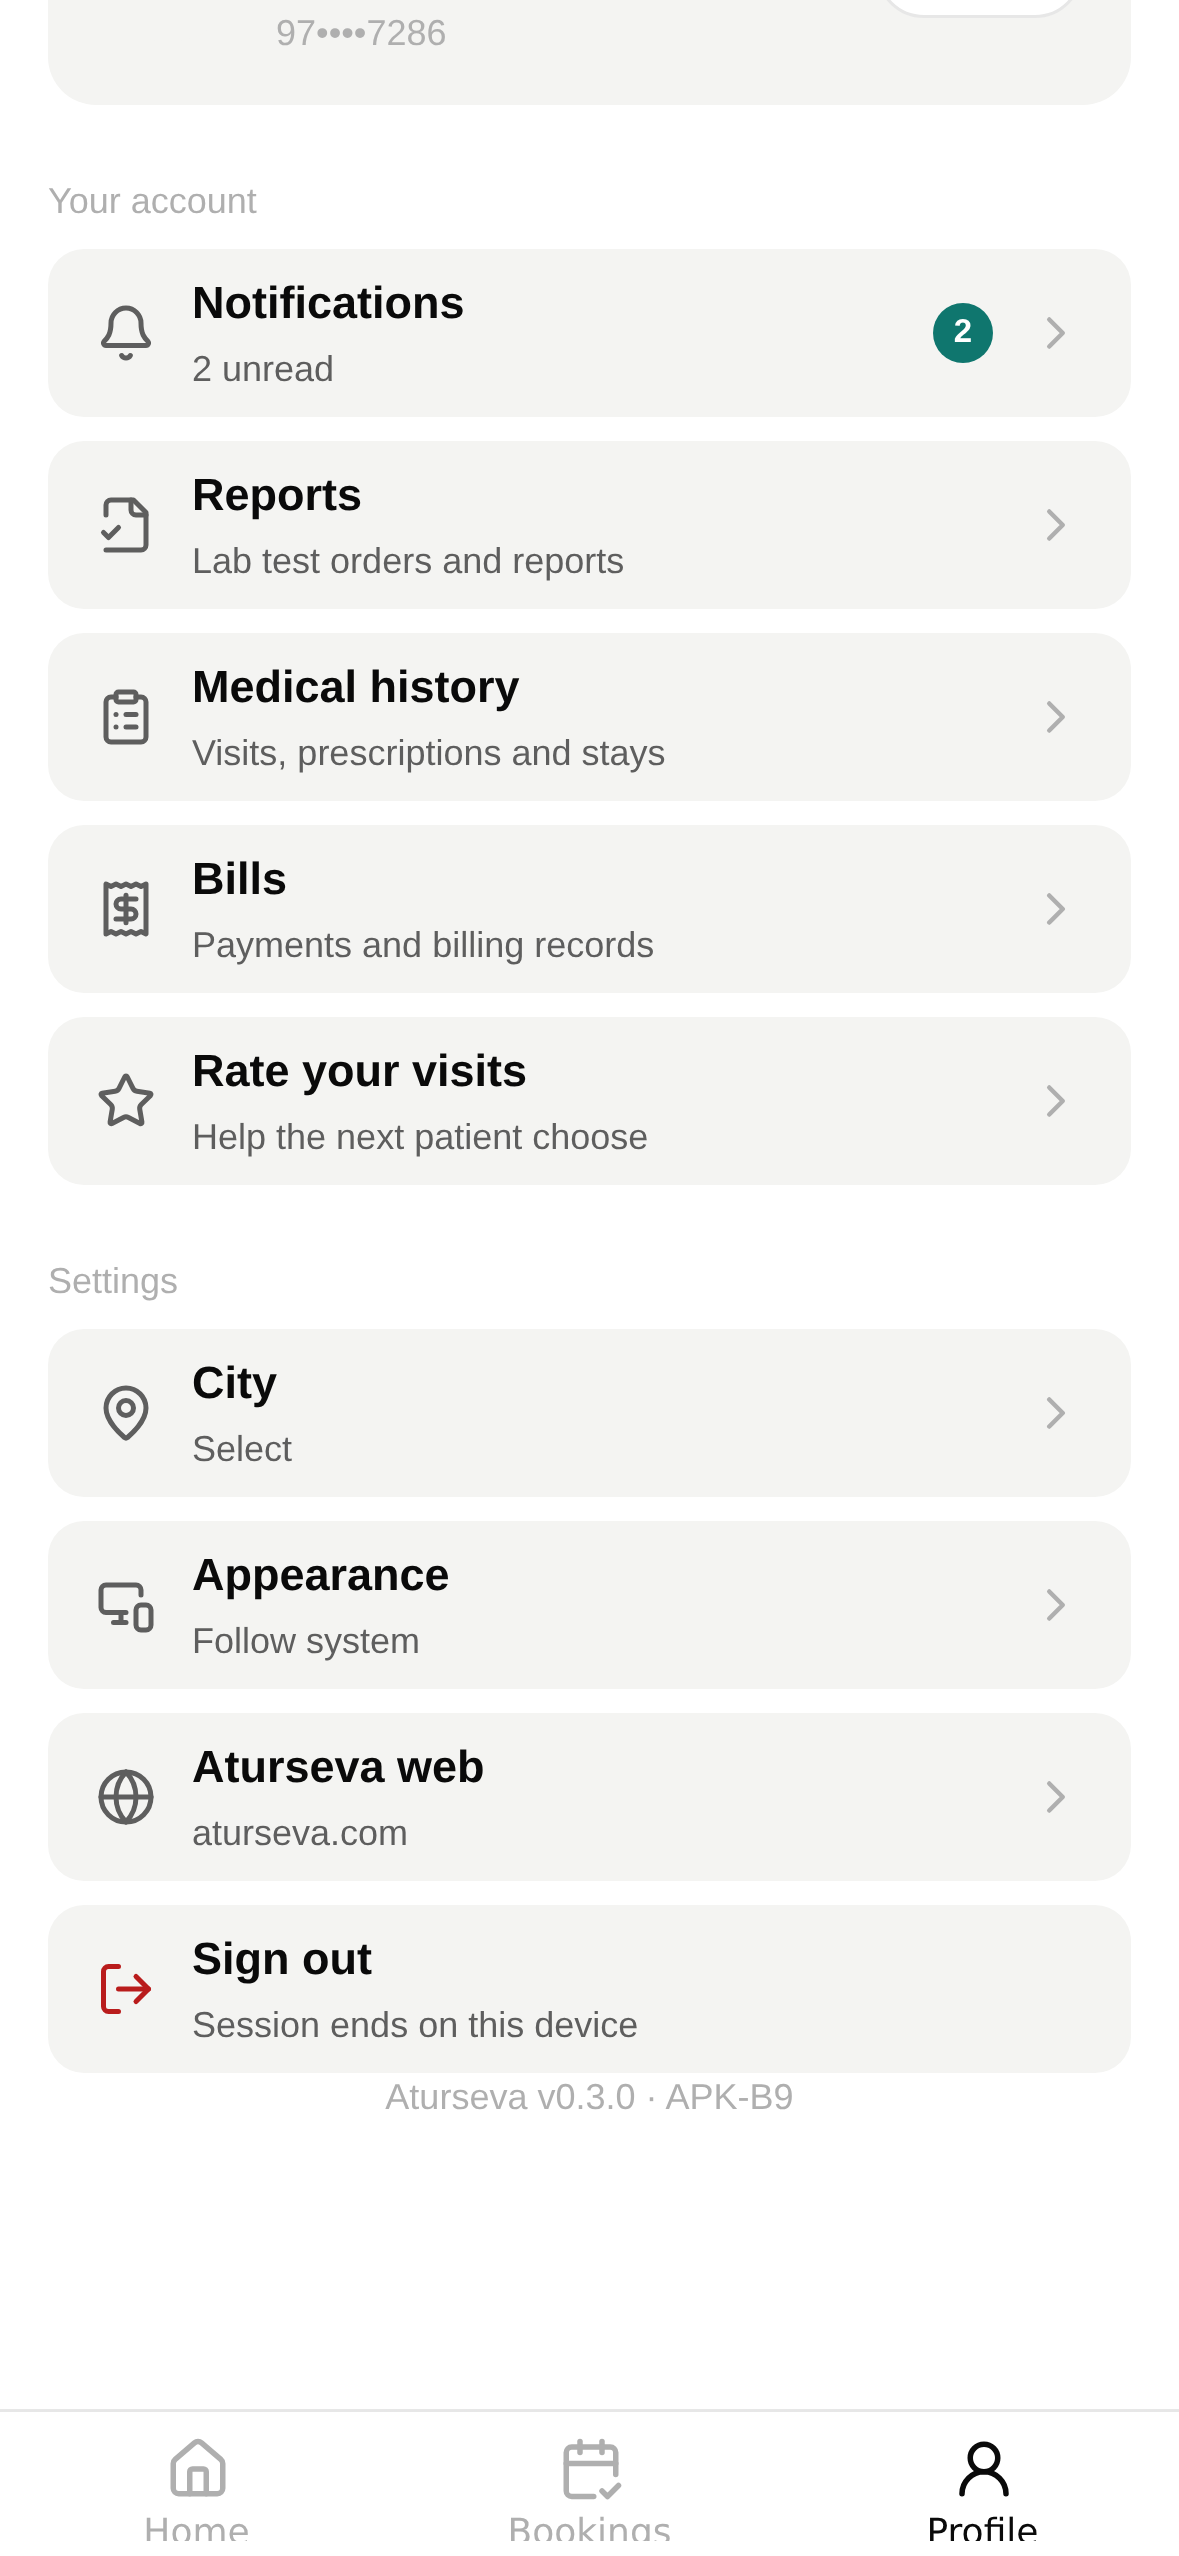 97••••7286
Your account
Notifications
2 unread
2
Reports
Lab test orders and reports
Medical history
Visits, prescriptions and stays
Bills
Payments and billing records
Rate your visits
Help the next patient choose
Settings
City
Select
Appearance
Follow system
Aturseva web
aturseva.com
Sign out
Session ends on this device
Aturseva v0.3.0 · APK-B9
Home
Bookings
Profile